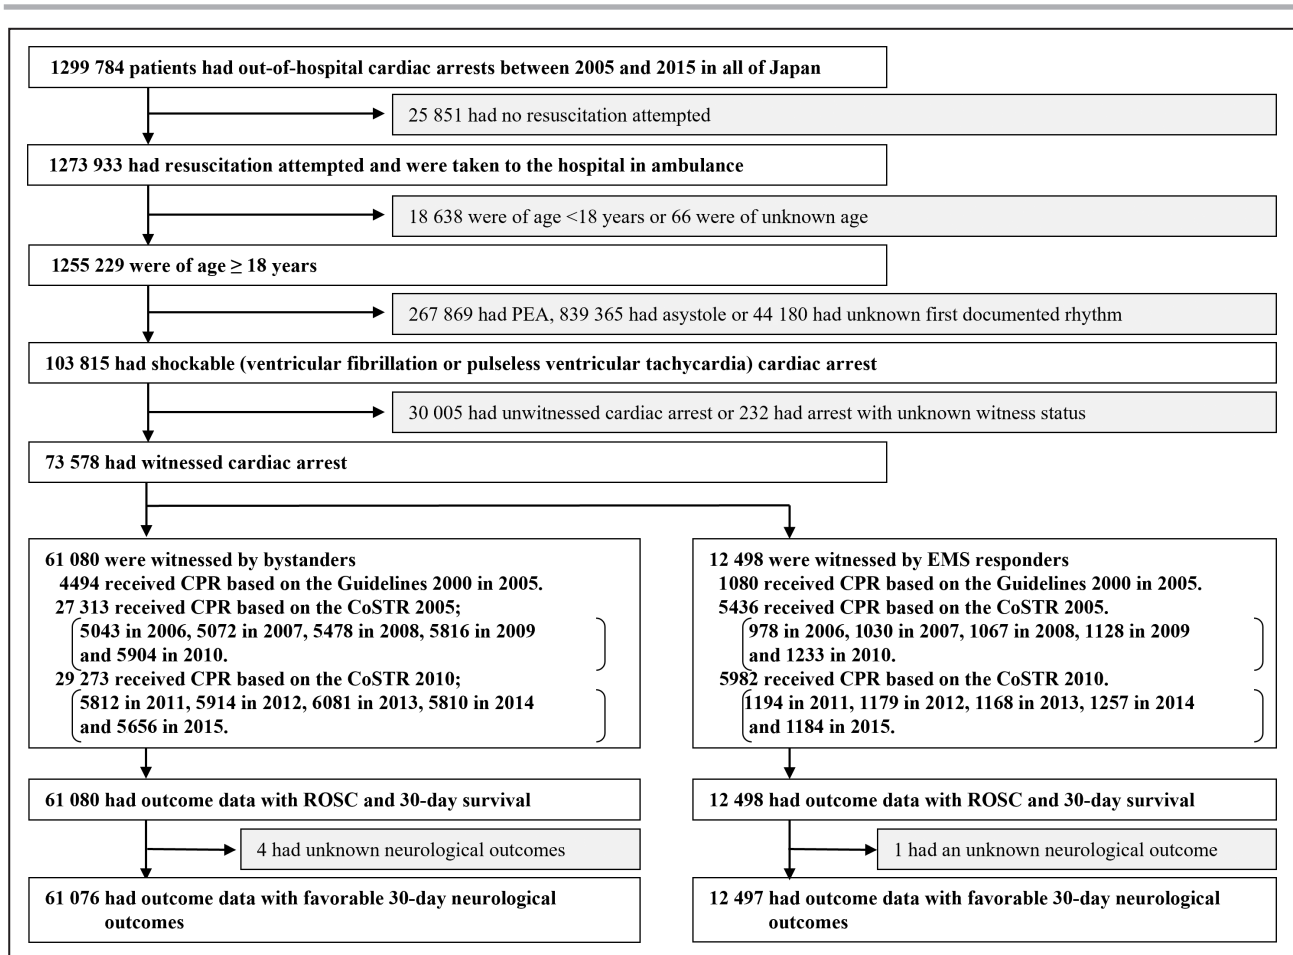 1299 784 patients had out-of-hospital cardiac arrests between 2005 and 2015 in all of Japan
25 851 had no resuscitation attempted
1273 933 had resuscitation attempted and were taken to the hospital in ambulance
18 638 were of age <18 years or 66 were of unknown age
1255 229 were of age ≥ 18 years
267 869 had PEA, 839 365 had asystole or 44 180 had unknown first documented rhythm
103 815 had shockable (ventricular fibrillation or pulseless ventricular tachycardia) cardiac arrest
30 005 had unwitnessed cardiac arrest or 232 had arrest with unknown witness status
73 578 had witnessed cardiac arrest
61 080 were witnessed by bystanders
4494 received CPR based on the Guidelines 2000 in 2005.
27 313 received CPR based on the CoSTR 2005;
5043 in 2006, 5072 in 2007, 5478 in 2008, 5816 in 2009
and 5904 in 2010.
29 273 received CPR based on the CoSTR 2010;
5812 in 2011, 5914 in 2012, 6081 in 2013, 5810 in 2014
and 5656 in 2015.
12 498 were witnessed by EMS responders
1080 received CPR based on the Guidelines 2000 in 2005.
5436 received CPR based on the CoSTR 2005.
978 in 2006, 1030 in 2007, 1067 in 2008, 1128 in 2009
and 1233 in 2010.
5982 received CPR based on the CoSTR 2010.
1194 in 2011, 1179 in 2012, 1168 in 2013, 1257 in 2014
and 1184 in 2015.
61 080 had outcome data with ROSC and 30-day survival
12 498 had outcome data with ROSC and 30-day survival
4 had unknown neurological outcomes
1 had an unknown neurological outcome
61 076 had outcome data with favorable 30-day neurological
outcomes
12 497 had outcome data with favorable 30-day neurological
outcomes